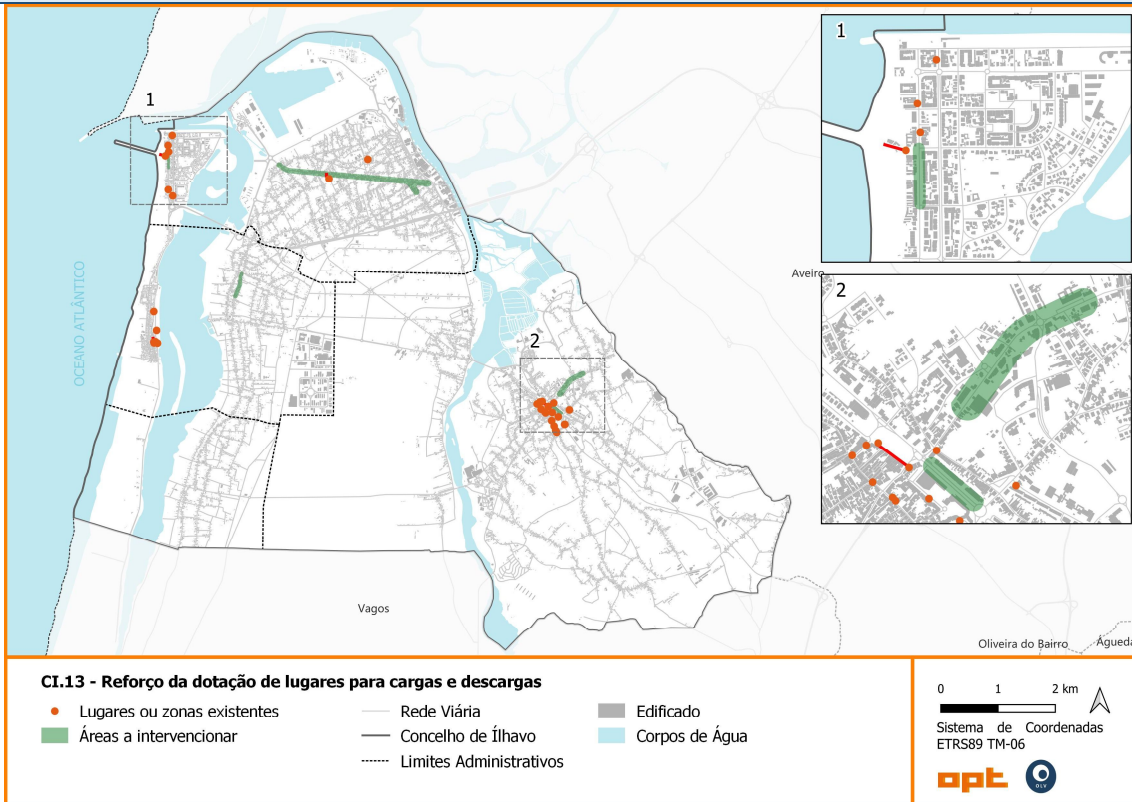 1
1
OCEANO ATLÂNTICO
Aveiro
2
2
Vagos
Oliveira do Bairro
Águeda
CI.13 - Reforço da dotação de lugares para cargas e descargas
Lugares ou zonas existentes
Áreas a intervencionar
Rede Viária
Concelho de Ílhavo
Limites Administrativos
Edificado
Corpos de Água
0 1 2 km
Sistema de Coordenadas
ETRS89 TM-06
opt
OLV